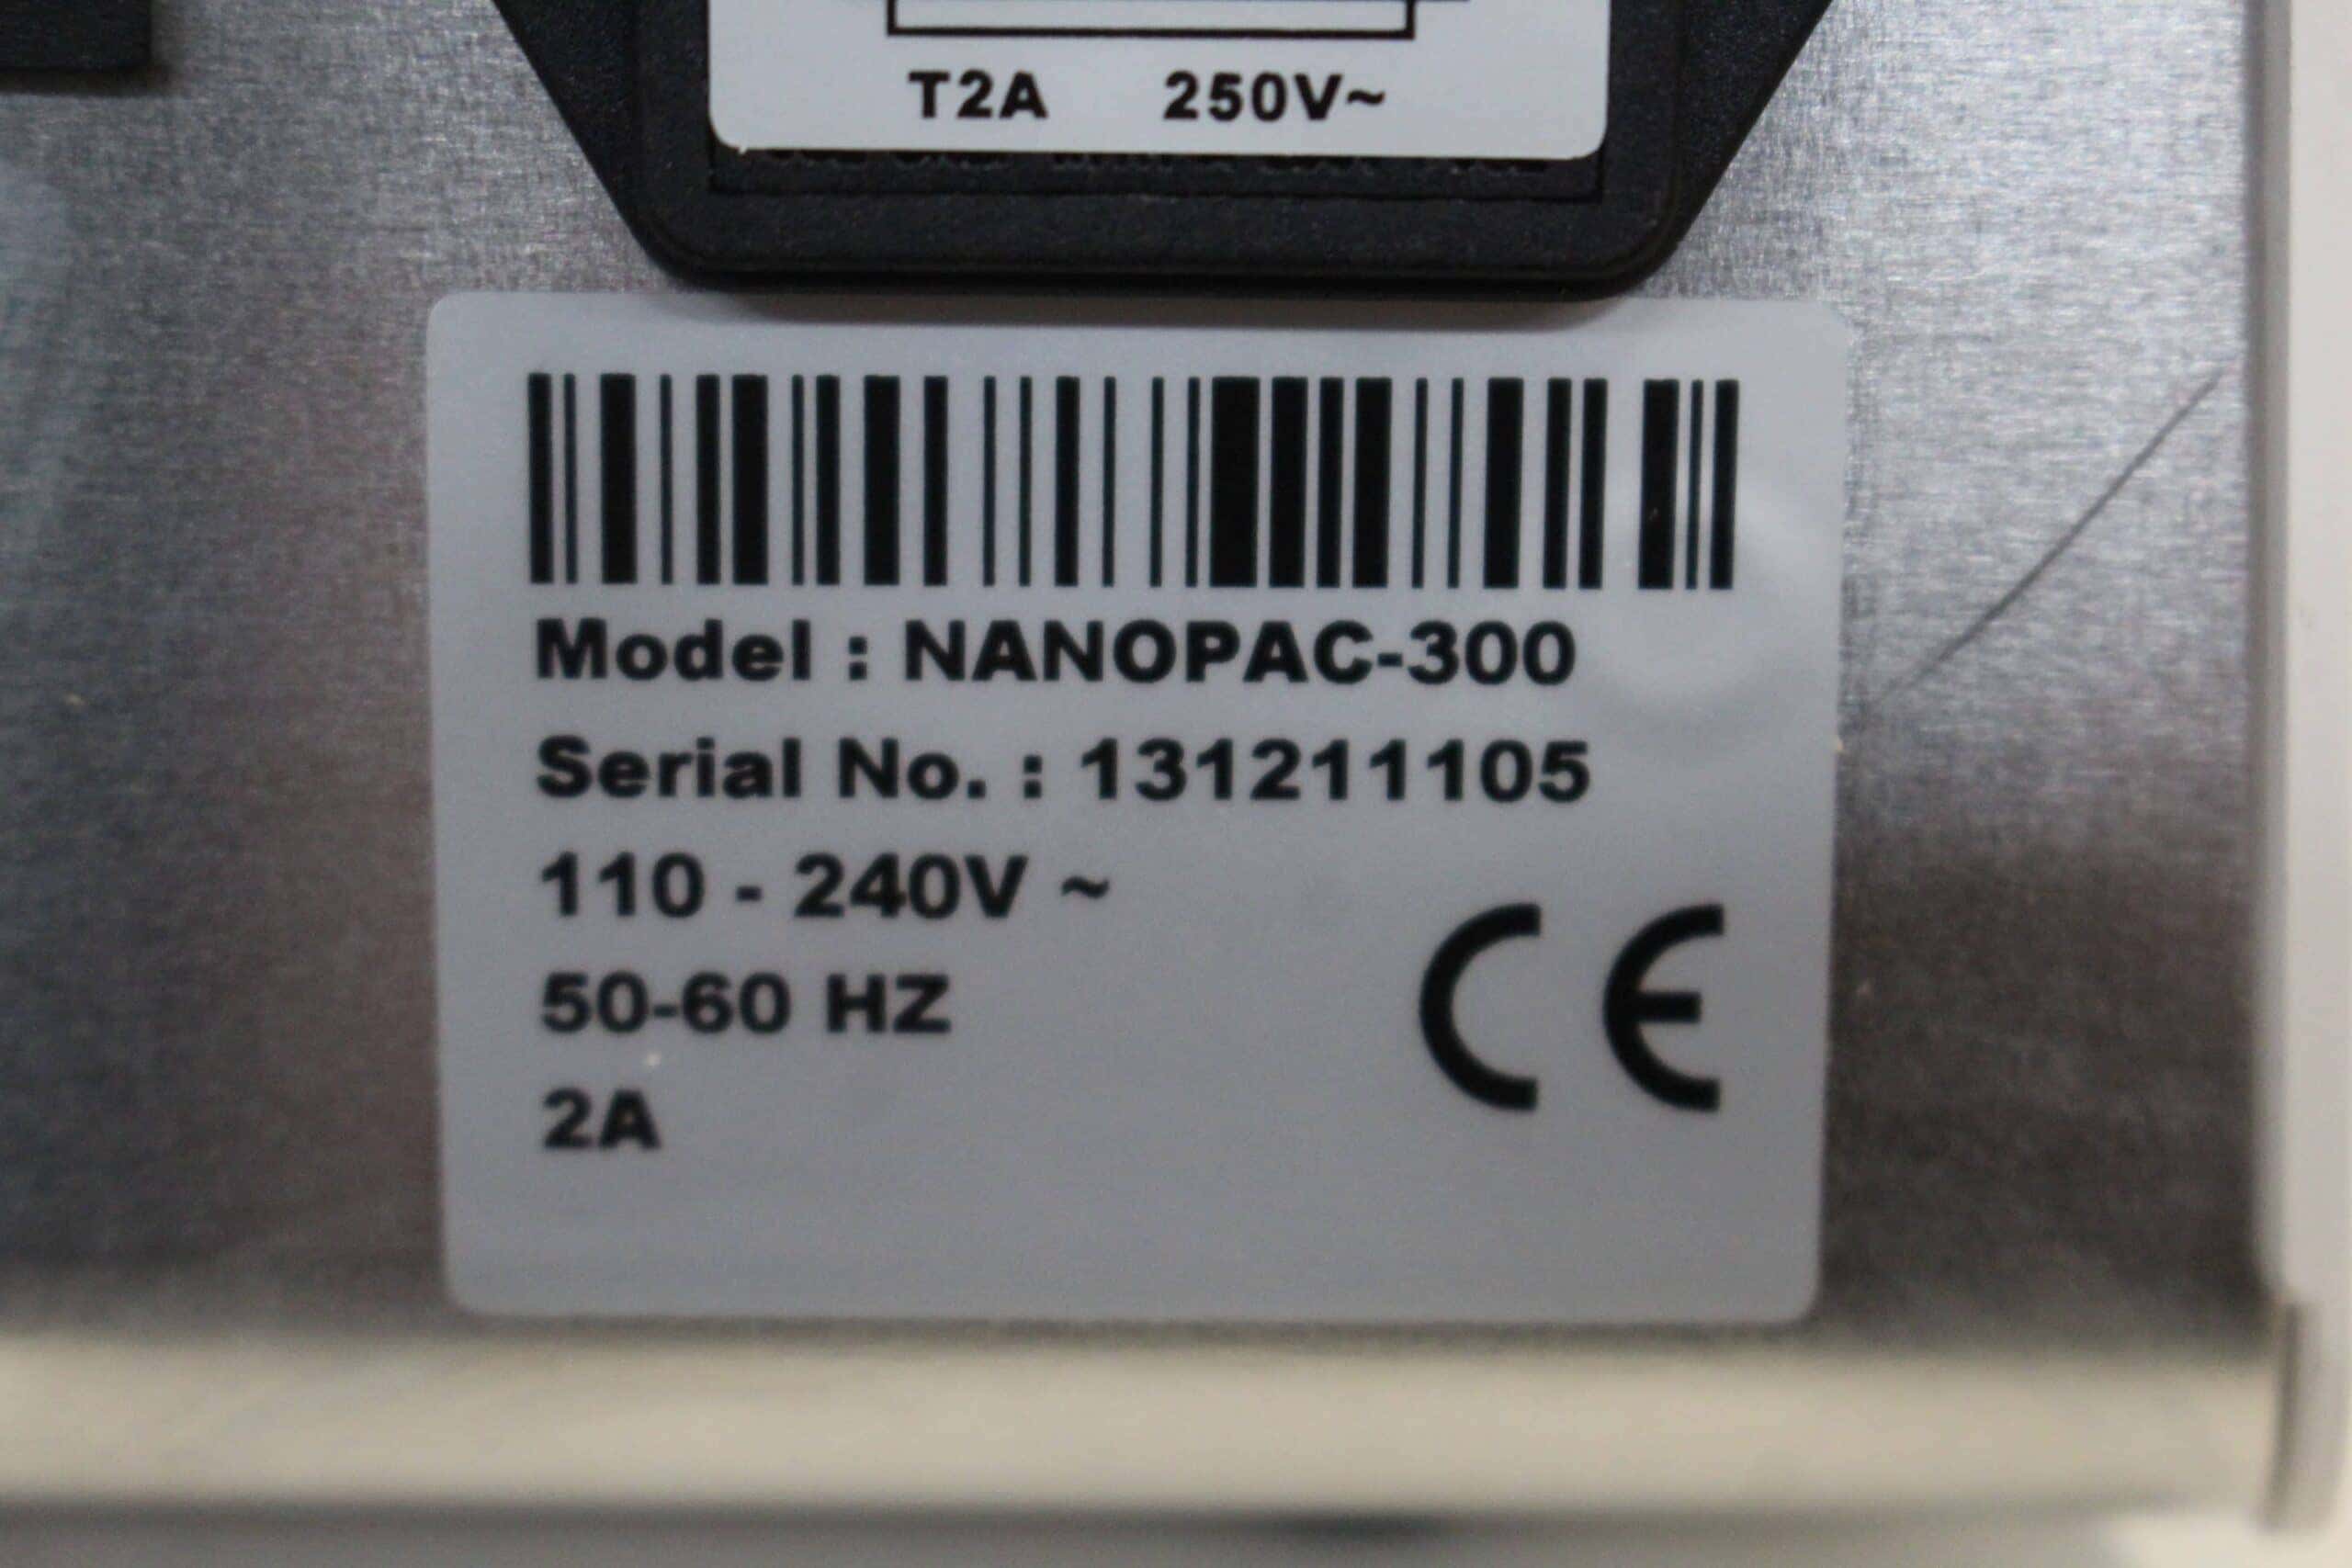 T2A 250V~
Model : NANOPAC-300
Serial No. : 131211105
110 - 240V ~
50-60 HZ
2A
CE